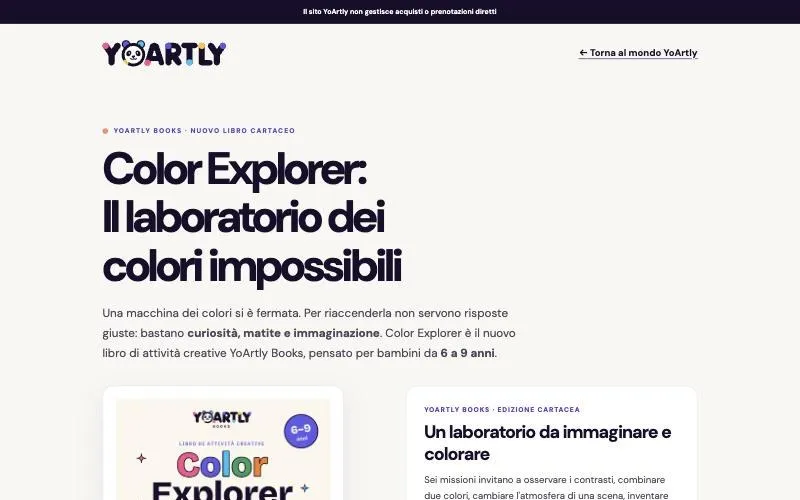 Il sito YoArtly non gestisce acquisti o prenotazioni diretti
YOARTLY
← Torna al mondo YoArtly
YOARTLY BOOKS · NUOVO LIBRO CARTACEO
Color Explorer:
Il laboratorio dei
colori impossibili
Una macchina dei colori si è fermata. Per riaccenderla non servono risposte
giuste: bastano curiosità, matite e immaginazione. Color Explorer è il nuovo
libro di attività creative YoArtly Books, pensato per bambini da 6 a 9 anni.
YOARTLY
BOOKS
6–9
anni
LIBRO DI ATTIVITÀ CREATIVE
Color
Explorer
YOARTLY BOOKS · EDIZIONE CARTACEA
Un laboratorio da immaginare e
colorare
Sei missioni invitano a osservare i contrasti, combinare
due colori, cambiare l'atmosfera di una scena, inventare